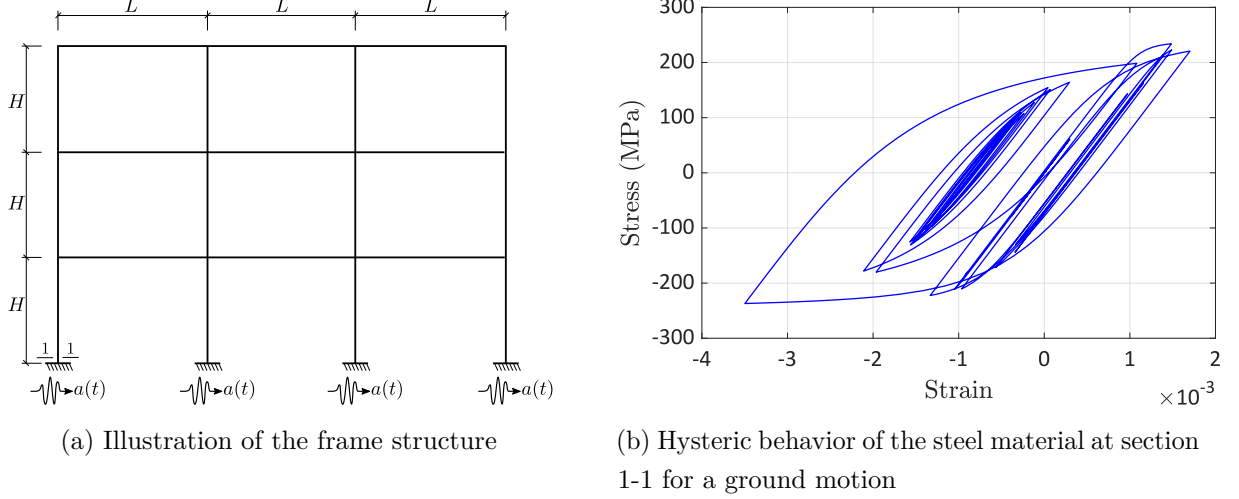 L L L
H
H
H
1 1
a(t) a(t) a(t) a(t)
(a) Illustration of the frame structure
300
200
100
0
-100
-200
-300
Stress (MPa)
-4 -3 -2 -1 0 1 2
Strain
×10⁻³
(b) Hysteric behavior of the steel material at section
1-1 for a ground motion